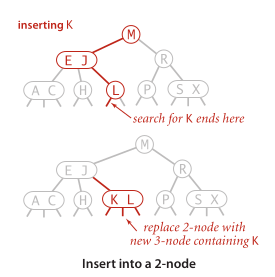 inserting K
M
E J
R
A C
H
L
P
S X
search for K ends here
M
E J
R
A C
H
K L
P
S X
replace 2-node with
new 3-node containing K
Insert into a 2-node